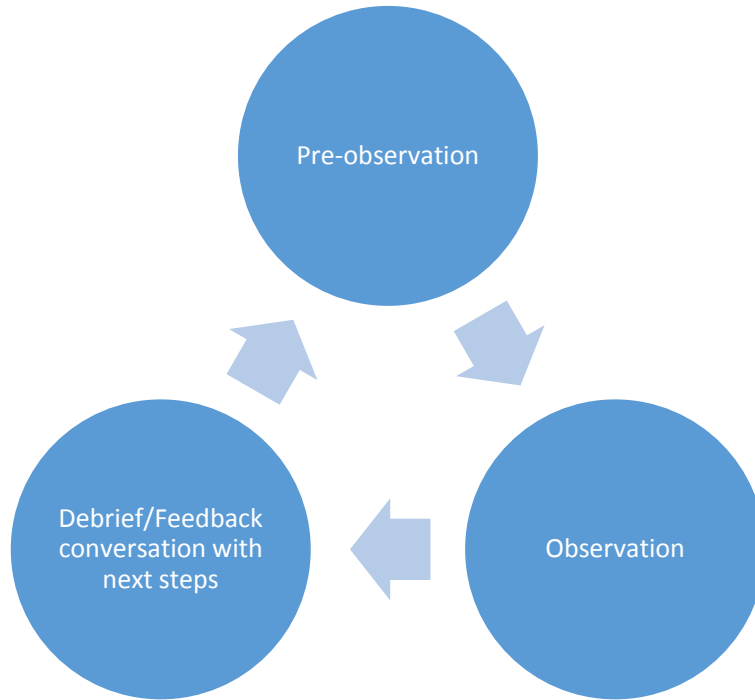 Pre-observation
Debrief/Feedback
conversation with
next steps
Observation